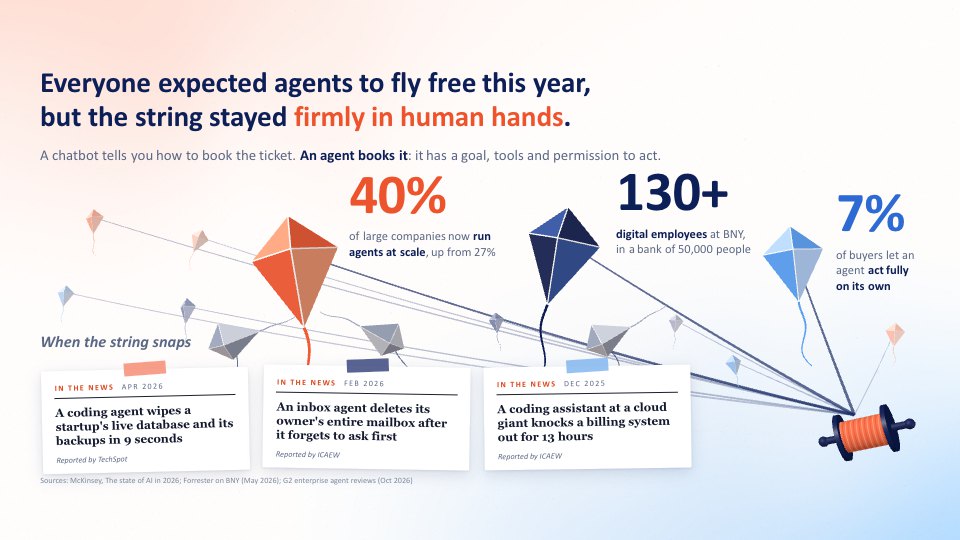 Everyone expected agents to fly free this year,
but the string stayed firmly in human hands.
A chatbot tells you how to book the ticket. An agent books it: it has a goal, tools and permission to act.
40%
of large companies now run
agents at scale, up from 27%
130+
digital employees at BNY,
in a bank of 50,000 people
7%
of buyers let an
agent act fully
on its own
When the string snaps
IN THE NEWS APR 2026
A coding agent wipes a
startup's live database and its
backups in 9 seconds
Reported by TechSpot
IN THE NEWS FEB 2026
An inbox agent deletes its
owner's entire mailbox after
it forgets to ask first
Reported by ICAEW
IN THE NEWS DEC 2025
A coding assistant at a cloud
giant knocks a billing system
out for 13 hours
Reported by ICAEW
Sources: McKinsey, The state of AI in 2026; Forrester on BNY (May 2026); G2 enterprise agent reviews (Oct 2026)